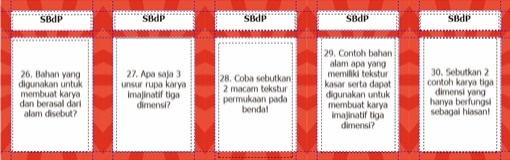 SBdP
SBdP
SBdP
SBdP
SBdP
26. Bahan yang
digunakan untuk
membuat karya
dan berasal dari
alam disebut?
27. Apa saja 3
unsur rupa karya
imajinatif tiga
dimensi?
28. Coba sebutkan
2 macam tekstur
permukaan pada
benda!
29. Contoh bahan
alam apa yang
memiliki tekstur
kasar serta dapat
digunakan untuk
membuat karya
imajinatif tiga
dimensi?
30. Sebutkan 2
contoh karya tiga
dimensi yang
hanya berfungsi
sebagai hiasan!